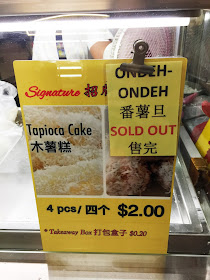 Signature 招
Tapioca Cake
木薯糕
ONDEH-
ONDEH
番薯旦
SOLD OUT
售完
4 pcs/四个 $2.00
* Takeaway Box 打包盒子 $0.20